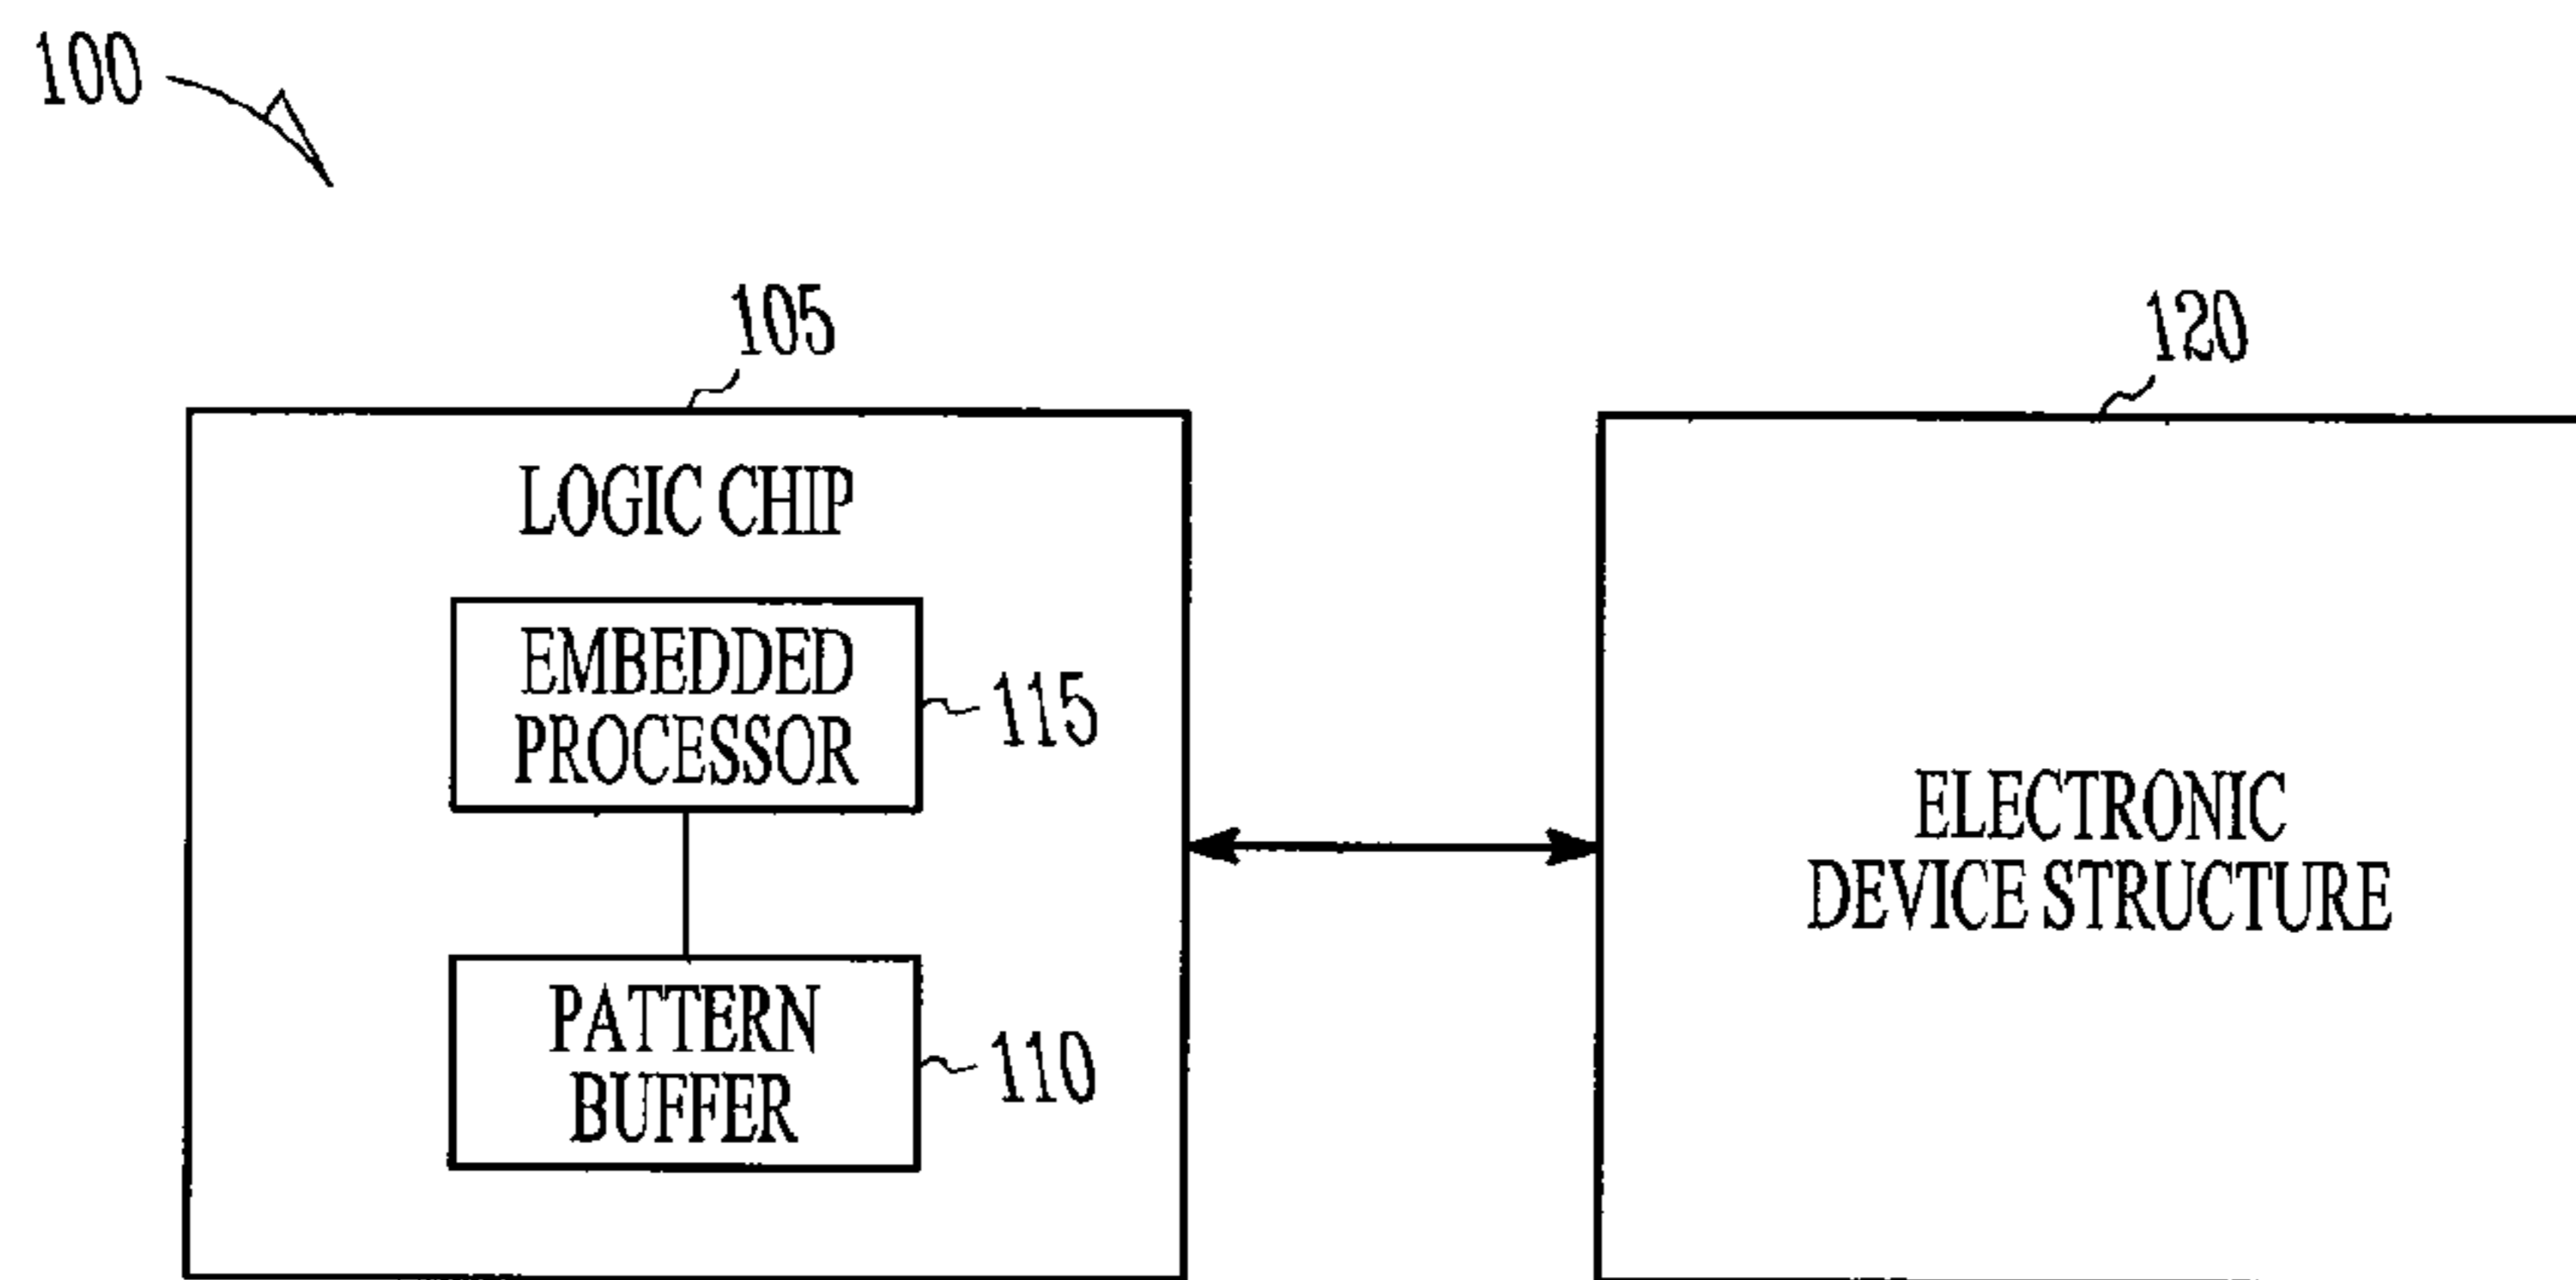 100
105
120
LOGIC CHIP
EMBEDDED
PROCESSOR
115
ELECTRONIC
DEVICE STRUCTURE
PATTERN
BUFFER
110